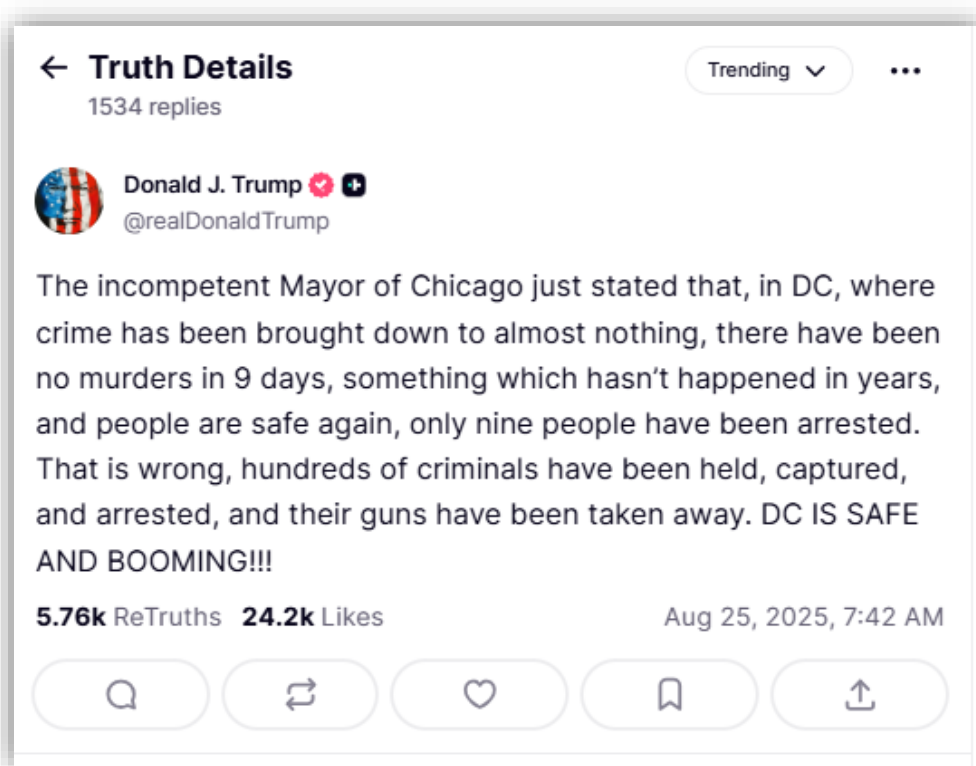 Truth Details
Trending
1534 replies
Donald J. Trump
@realDonaldTrump
The incompetent Mayor of Chicago just stated that, in DC, where
crime has been brought down to almost nothing, there have been
no murders in 9 days, something which hasn’t happened in years,
and people are safe again, only nine people have been arrested.
That is wrong, hundreds of criminals have been held, captured,
and arrested, and their guns have been taken away. DC IS SAFE
AND BOOMING!!!
5.76k ReTruths 24.2k Likes
Aug 25, 2025, 7:42 AM